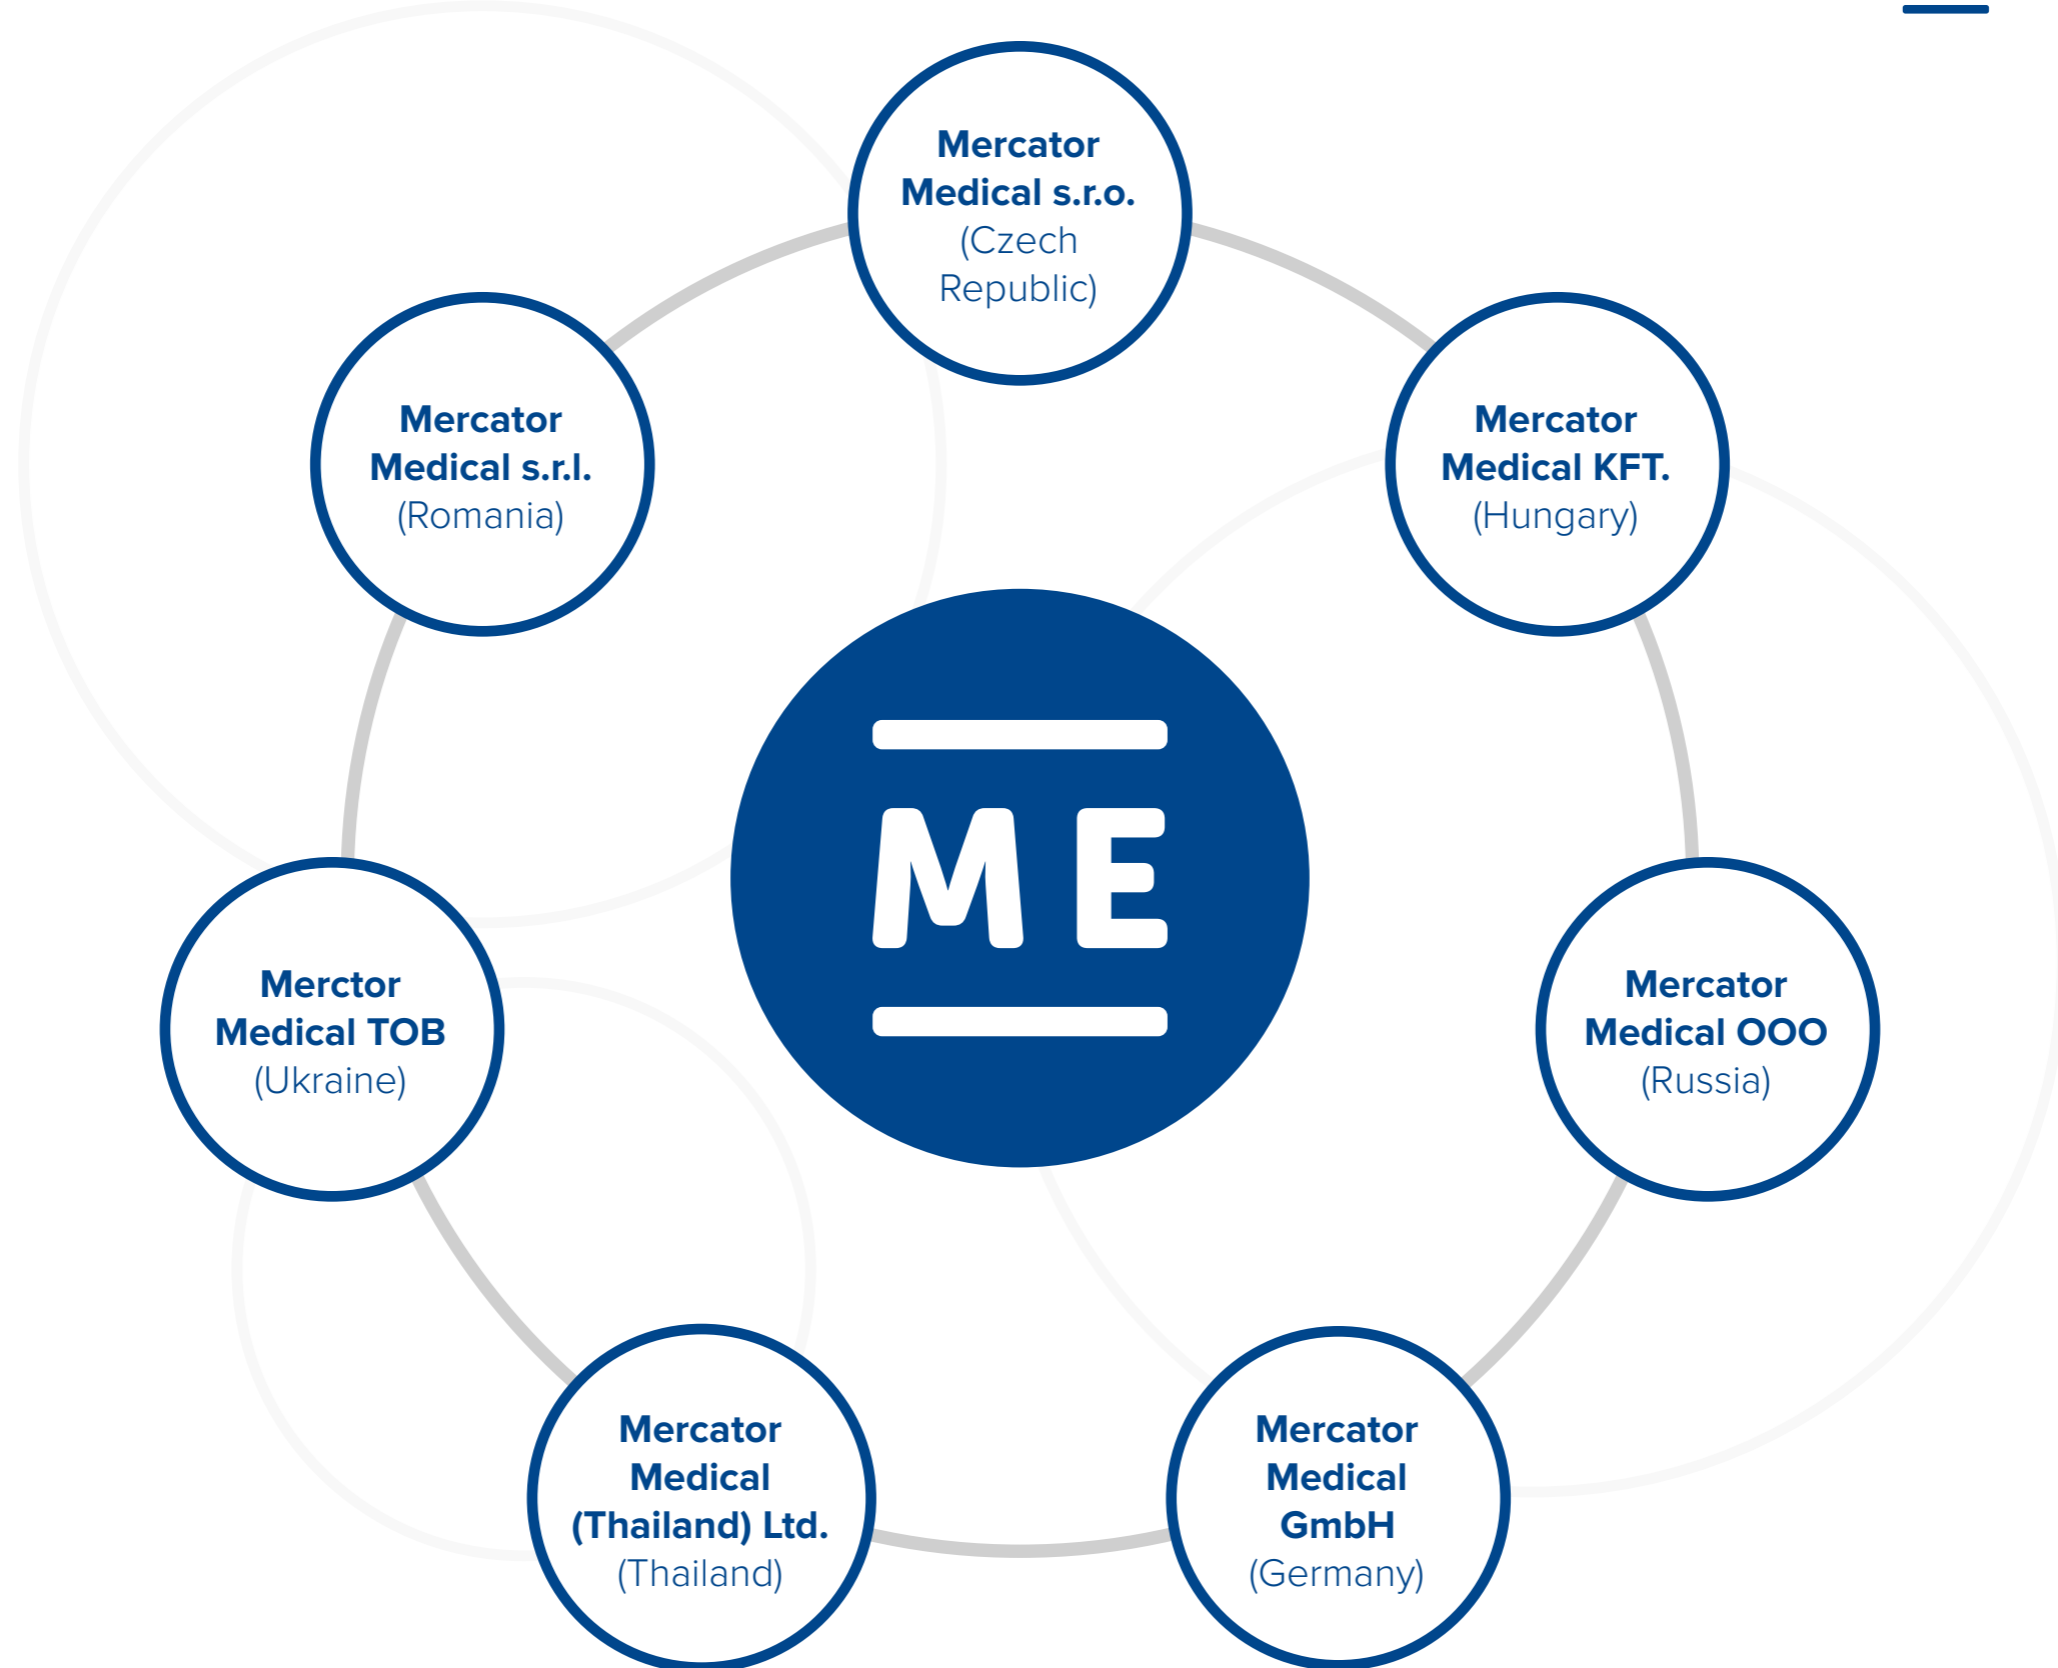 Mercator
Medical s.r.o.
(Czech
Republic)
Mercator
Medical s.r.l.
(Romania)
Mercator
Medical KFT.
(Hungary)
ME
Merctor
Medical TOB
(Ukraine)
Mercator
Medical OOO
(Russia)
Mercator
Medical
(Thailand) Ltd.
(Thailand)
Mercator
Medical
GmbH
(Germany)